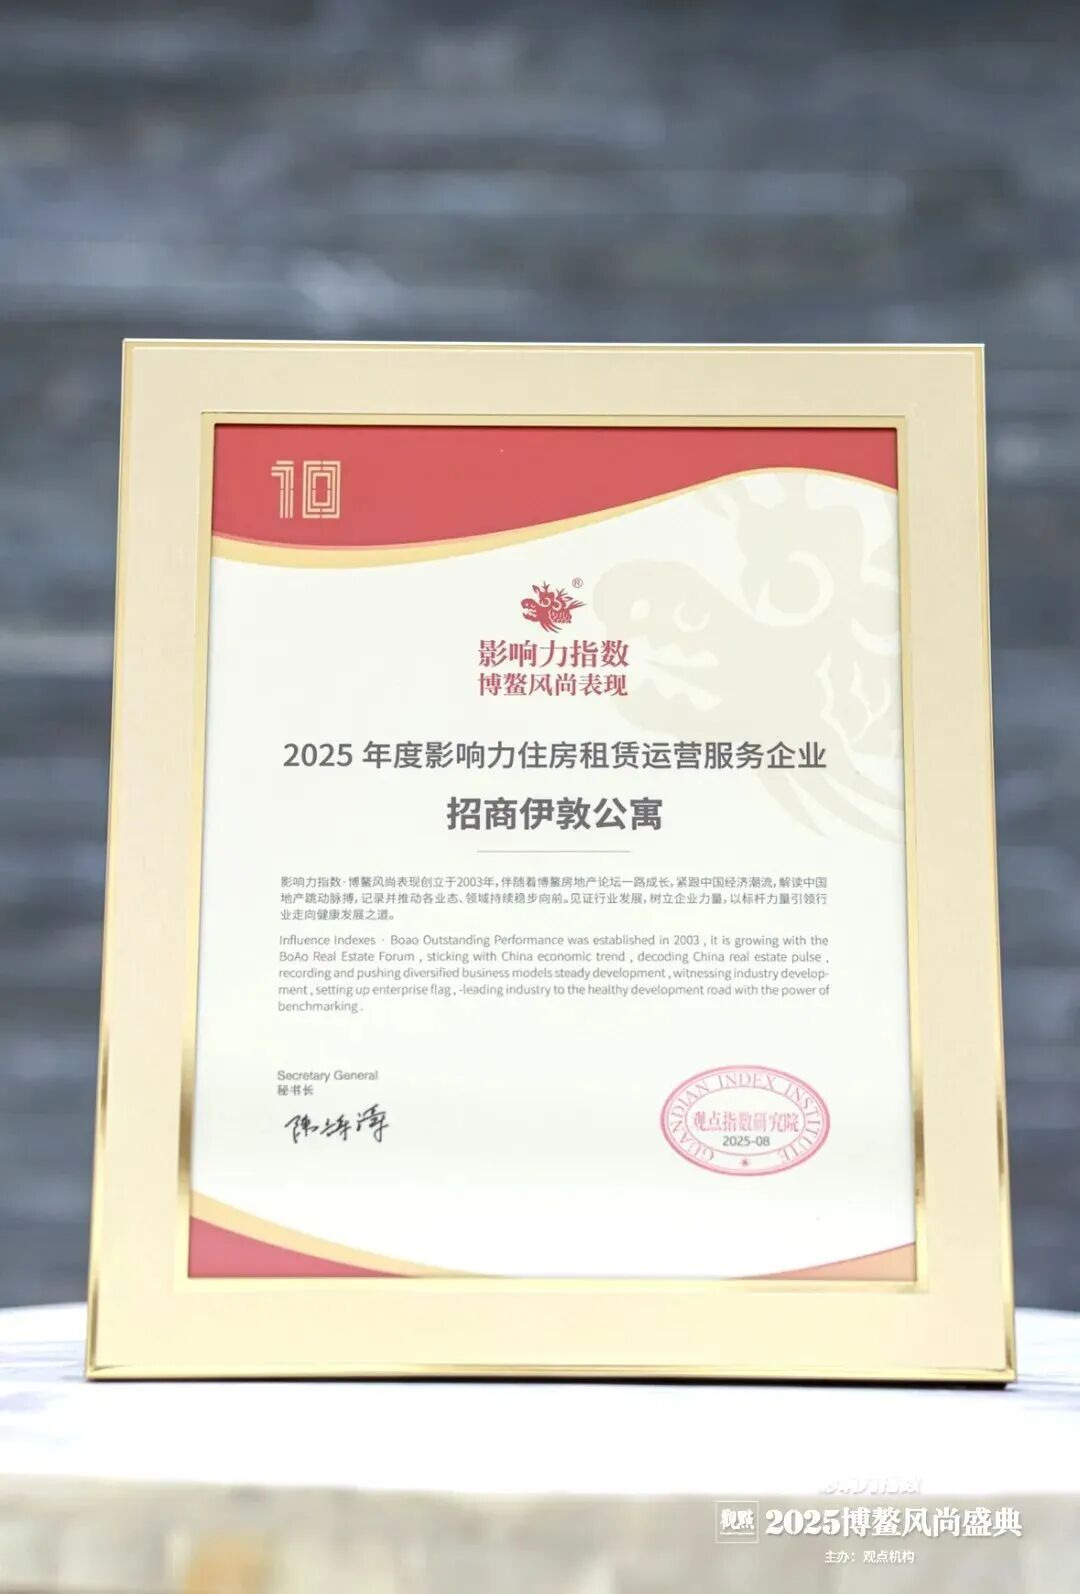 10
®
影响力指数
博鳌风尚表现
2025 年度影响力住房租赁运营服务企业
招商伊敦公寓
影响力指数·博鳌风尚表现创立于2003年，伴随着博鳌房地产论坛一路成长，紧跟中国经济潮流，解读中国
地产跳动脉搏，记录并推动各业态、领域持续稳步向前。见证行业发展，树立企业力量，以标杆力量引领行
业走向健康发展之道。
Influence Indexes · Boao Outstanding Performance was established in 2003 , it is growing with the
BoAo Real Estate Forum , sticking with China economic trend , decoding China real estate pulse ,
recording and pushing diversified business models steady development , witnessing industry develop-
ment , setting up enterprise flag , -leading industry to the healthy development road with the power of
benchmarking .
Secretary General
秘书长
GUANDIAN INDEX INSTITUTE
观点指数研究院
2025-08
觀點
2025博鳌风尚盛典
主办：观点机构